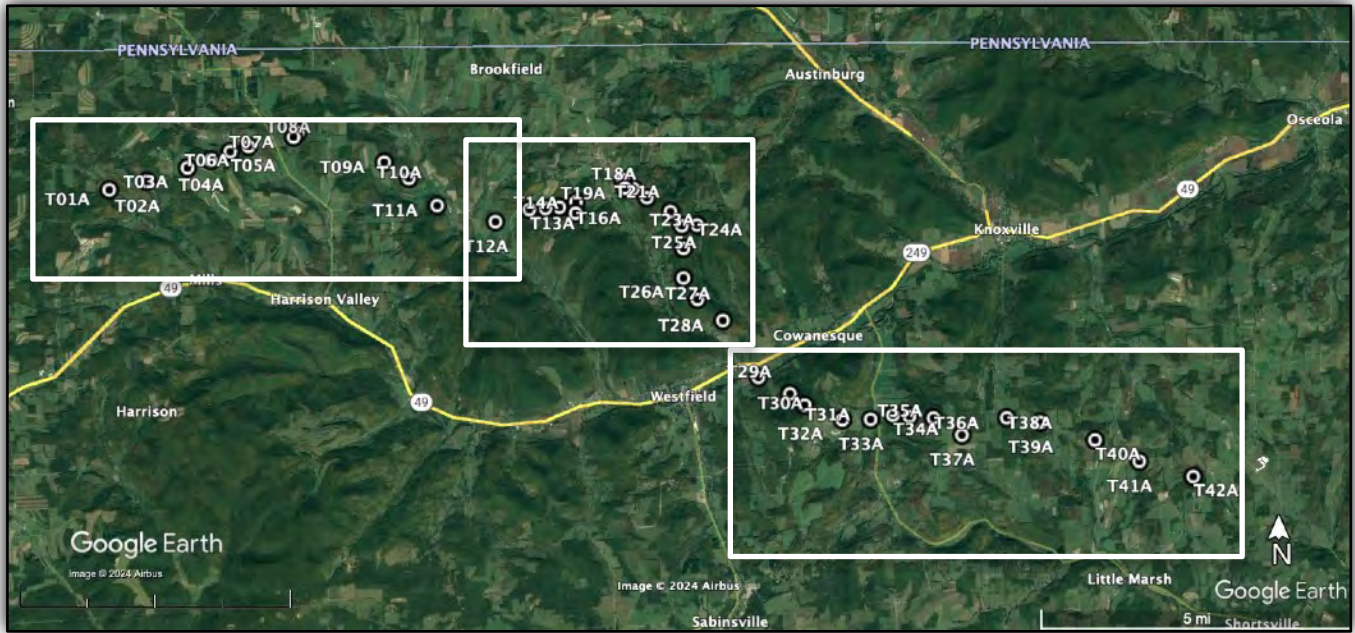 PENNSYLVANIA
PENNSYLVANIA
Brookfield
Austinburg
Osceola
T08A
T07A
T06A
T05A
T09A
T10A
T03A
T04A
T01A
T02A
T11A
T18A
T19A
T21A
T14A
T13A
T16A
T23A
T24A
T12A
T25A
49
Knoxville
249
Mills
49
Harrison Valley
T26A
T27A
T28A
Cowanesque
T29A
Westfield
49
Harrison
T30A
T31A
T32A
T35A
T34A
T33A
T36A
T37A
T38A
T39A
T40A
T41A
T42A
N
Google Earth
Image © 2024 Airbus
Image © 2024 Airbus
Little Marsh
Google Earth
5 mi
Shortsville
Sabinsville